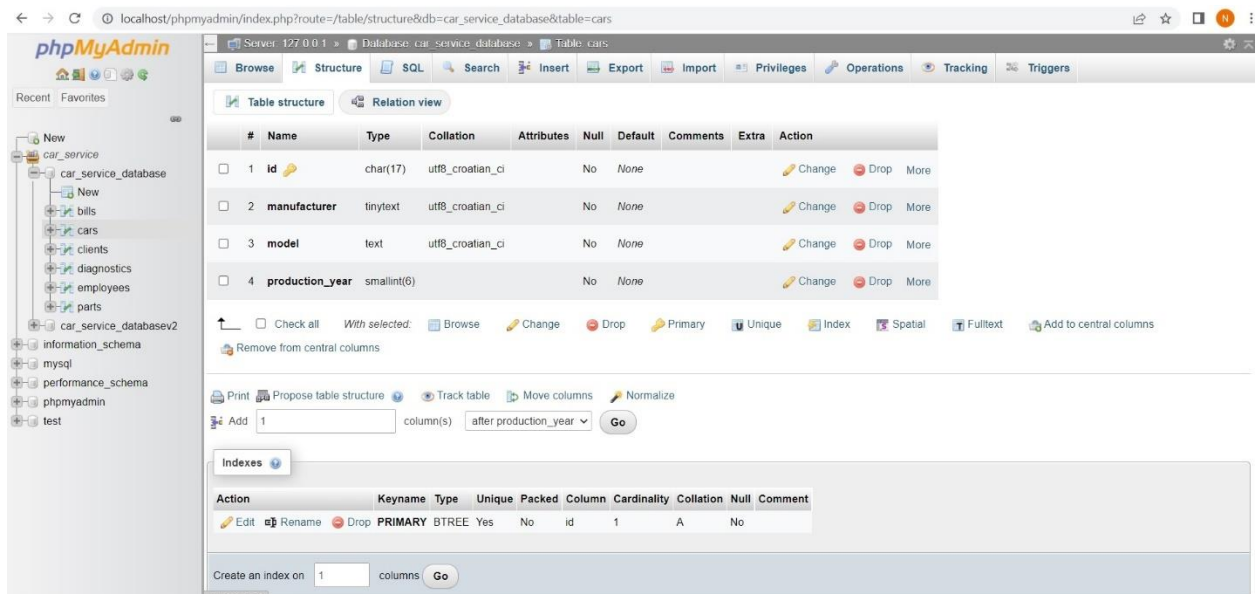 localhost/phpmyadmin/index.php?route=/table/structure&db=car_service_database&table=cars
N
phpMyAdmin
Recent Favorites
New
car_service
car_service_database
New
bills
cars
clients
diagnostics
employees
parts
car_service_databasev2
information_schema
mysql
performance_schema
phpmyadmin
test
Server: 127.0.0.1 » Database: car_service_database » Table: cars
Browse Structure SQL Search Insert Export Import Privileges Operations Tracking Triggers
Table structure Relation view
# Name Type Collation Attributes Null Default Comments Extra Action
1 id char(17) utf8_croatian_ci No None Change Drop More
2 manufacturer tinytext utf8_croatian_ci No None Change Drop More
3 model text utf8_croatian_ci No None Change Drop More
4 production_year smallint(6) No None Change Drop More
Check all With selected: Browse Change Drop Primary Unique Index Spatial Fulltext Add to central columns
Remove from central columns
Print Propose table structure Track table Move columns Normalize
Add 1 column(s) after production_year Go
Indexes
Action Keyname Type Unique Packed Column Cardinality Collation Null Comment
Edit Rename Drop PRIMARY BTREE Yes No id 1 A No
Create an index on 1 columns Go